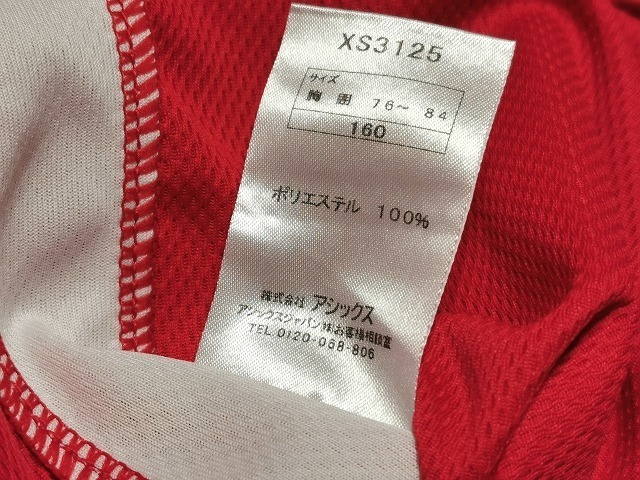 XS3125
サイズ
胸 囲 76～ 84
160
ポリエステル 100%
株式会社 アシックス
アシックスジャパン㈱お客様相談室
TEL 0120-068-806